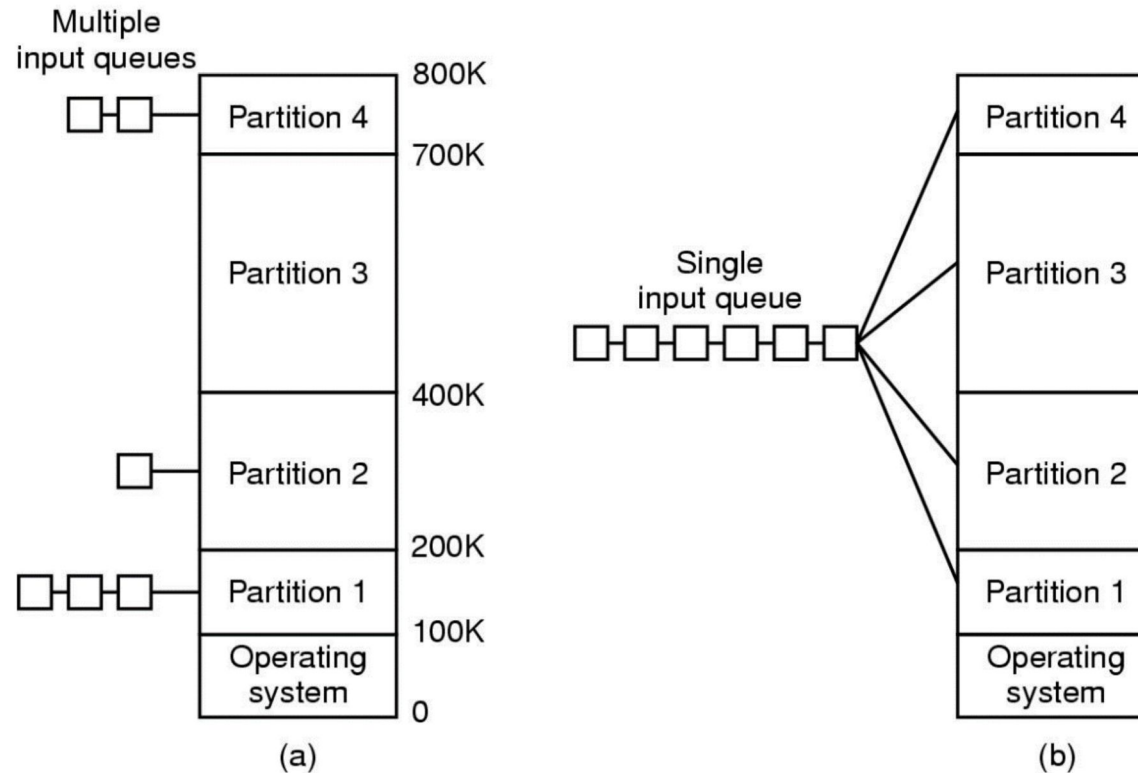 Multiple
input queues
800K
Partition 4
700K
Partition 3
400K
Partition 2
200K
Partition 1
100K
Operating
system
0
(a)
Single
input queue
Partition 4
Partition 3
Partition 2
Partition 1
Operating
system
(b)